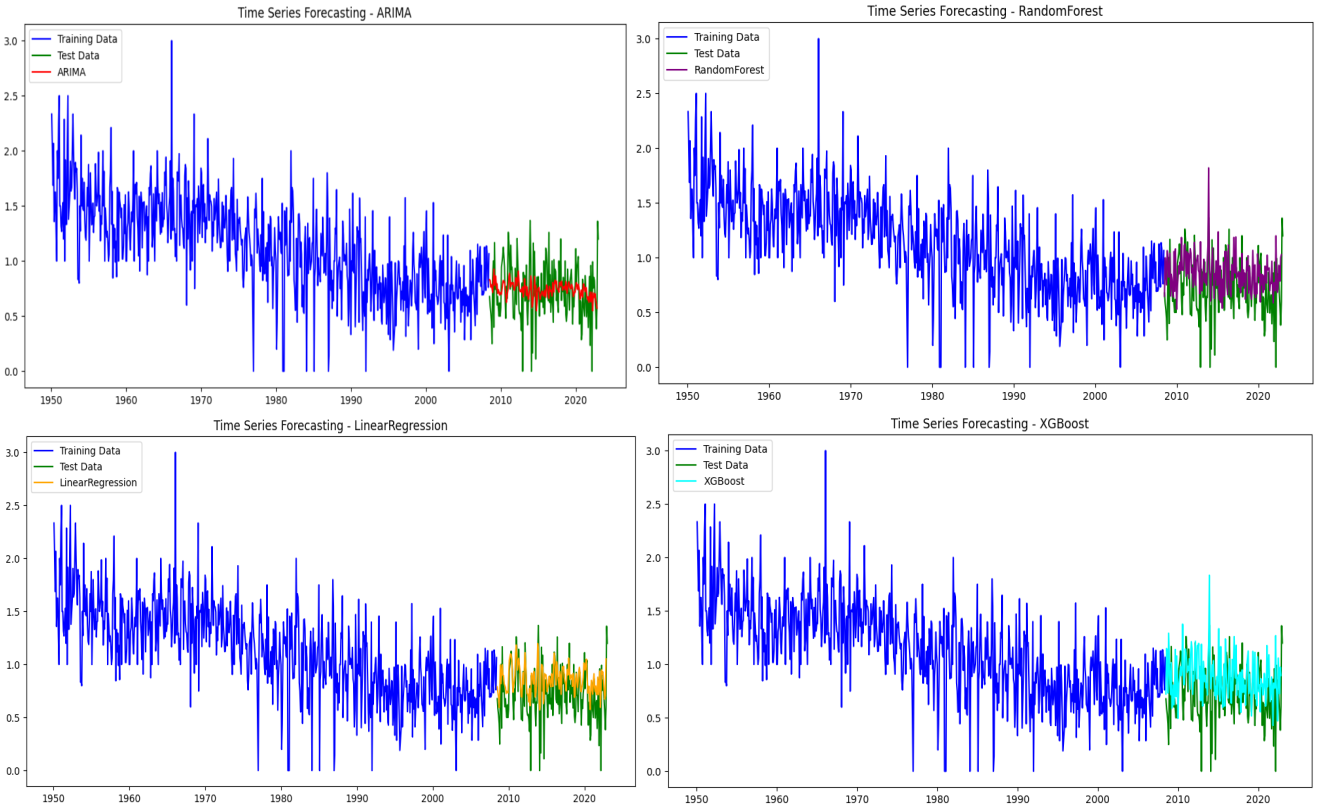 Time Series Forecasting - ARIMA
Training Data
Test Data
ARIMA
3.0
2.5
2.0
1.5
1.0
0.5
0.0
1950 1960 1970 1980 1990 2000 2010 2020
Time Series Forecasting - RandomForest
Training Data
Test Data
RandomForest
3.0
2.5
2.0
1.5
1.0
0.5
0.0
1950 1960 1970 1980 1990 2000 2010 2020
Time Series Forecasting - LinearRegression
Training Data
Test Data
LinearRegression
3.0
2.5
2.0
1.5
1.0
0.5
0.0
1950 1960 1970 1980 1990 2000 2010 2020
Time Series Forecasting - XGBoost
Training Data
Test Data
XGBoost
3.0
2.5
2.0
1.5
1.0
0.5
0.0
1950 1960 1970 1980 1990 2000 2010 2020